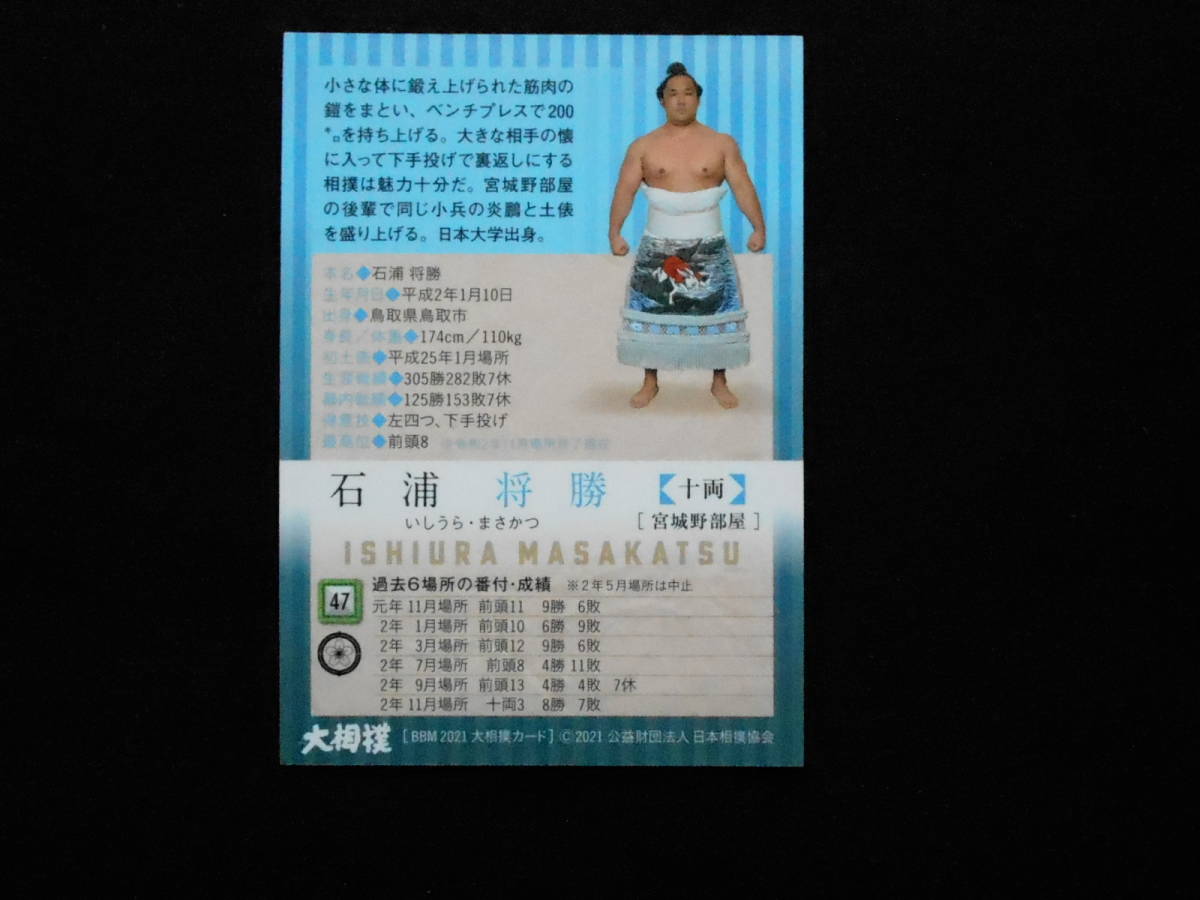 小さな体に鍛え上げられた筋肉の
鎧をまとい、ベンチプレスで200
㌔を持ち上げる。大きな相手の懐
に入って下手投げで裏返しにする
相撲は魅力十分だ。宮城野部屋
の後輩で同じ小兵の炎鵬と土俵
を盛り上げる。日本大学出身。
本名◆石浦 将勝
生年月日◆平成2年1月10日
出身◆鳥取県鳥取市
身長／体重◆174cm／110kg
初土俵◆平成25年1月場所
生涯戦績◆305勝282敗7休
幕内戦績◆125勝153敗7休
得意技◆左四つ、下手投げ
最高位◆前頭8 ※令和2年11月場所終了現在
石浦 将勝 【十両】
いしうら・まさかつ [宮城野部屋]
ISHIURA MASAKATSU
47 過去6場所の番付・成績 ※2年5月場所は中止
元年 11月場所 前頭11 9勝 6敗
2年 1月場所 前頭10 6勝 9敗
2年 3月場所 前頭12 9勝 6敗
2年 7月場所 前頭8 4勝 11敗
2年 9月場所 前頭13 4勝 4敗 7休
2年 11月場所 十両3 8勝 7敗
大相撲 [BBM 2021 大相撲カード] © 2021 公益財団法人 日本相撲協会